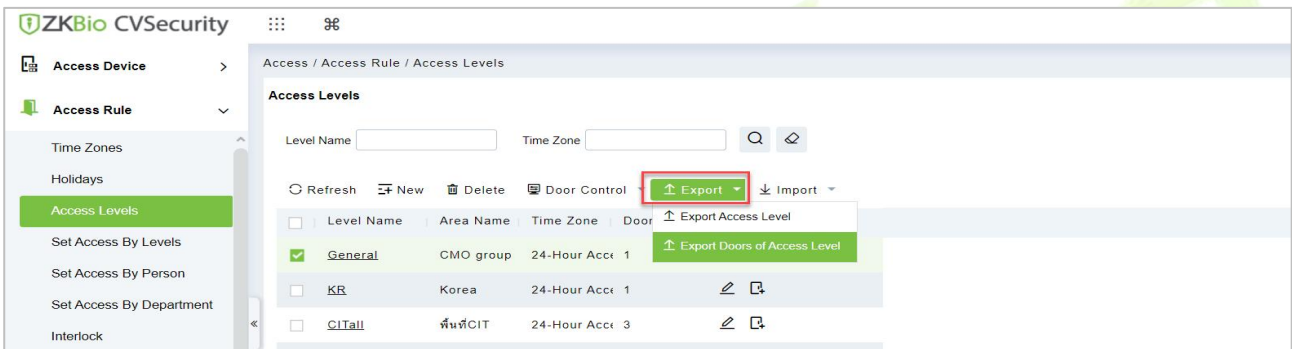 ZKBio CVSecurity
Access Device
Access Rule
Time Zones
Holidays
Access Levels
Set Access By Levels
Set Access By Person
Set Access By Department
Interlock
Access / Access Rule / Access Levels
Access Levels
Level Name Time Zone
Refresh New Delete Door Control Export Import
Export Access Level
Export Doors of Access Level
Level Name Area Name Time Zone Door
General CMO group 24-Hour Acce 1
KR Korea 24-Hour Acce 1
CITall พื้นที่CIT 24-Hour Acce 3